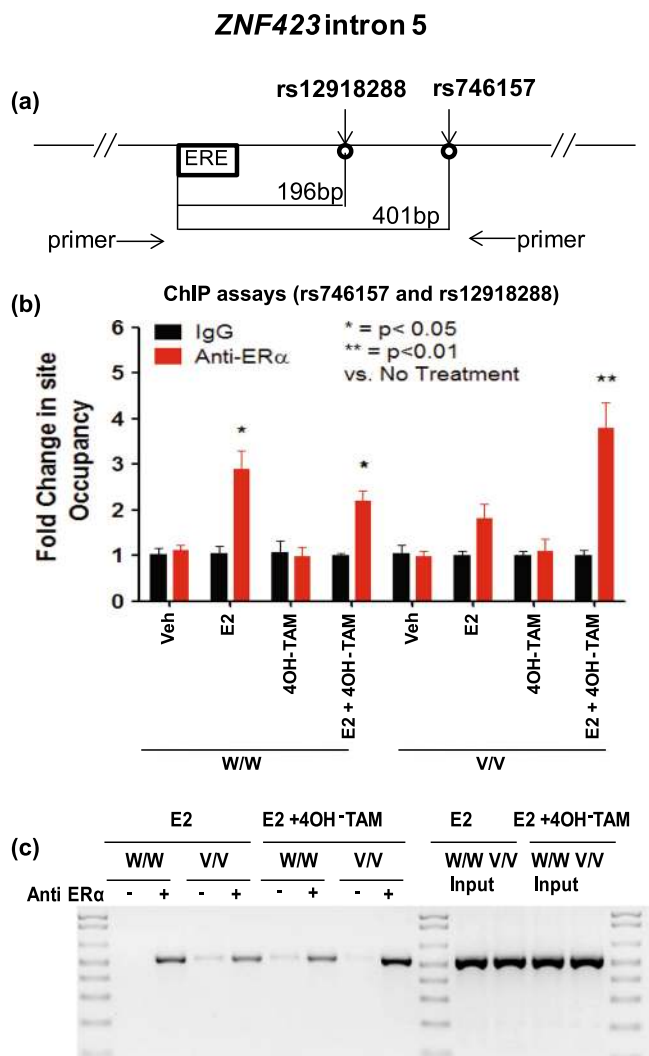 ZNF423 intron 5
(a)
rs12918288 rs746157
// //
ERE
196bp
401bp
primer primer
(b)
ChIP assays (rs746157 and rs12918288)
Fold Change in site
Occupancy
6
5
4
3
2
1
0
IgG
Anti-ERα
* = p< 0.05
** = p<0.01
vs. No Treatment
* * **
Veh E2 4OH-TAM E2 + 4OH-TAM Veh E2 4OH-TAM E2 + 4OH-TAM
W/W V/V
(c)
E2 E2 +4OH-TAM E2 E2 +4OH-TAM
W/W V/V W/W V/V W/W V/V W/W V/V
Input Input
Anti ERα - + - + - + - +